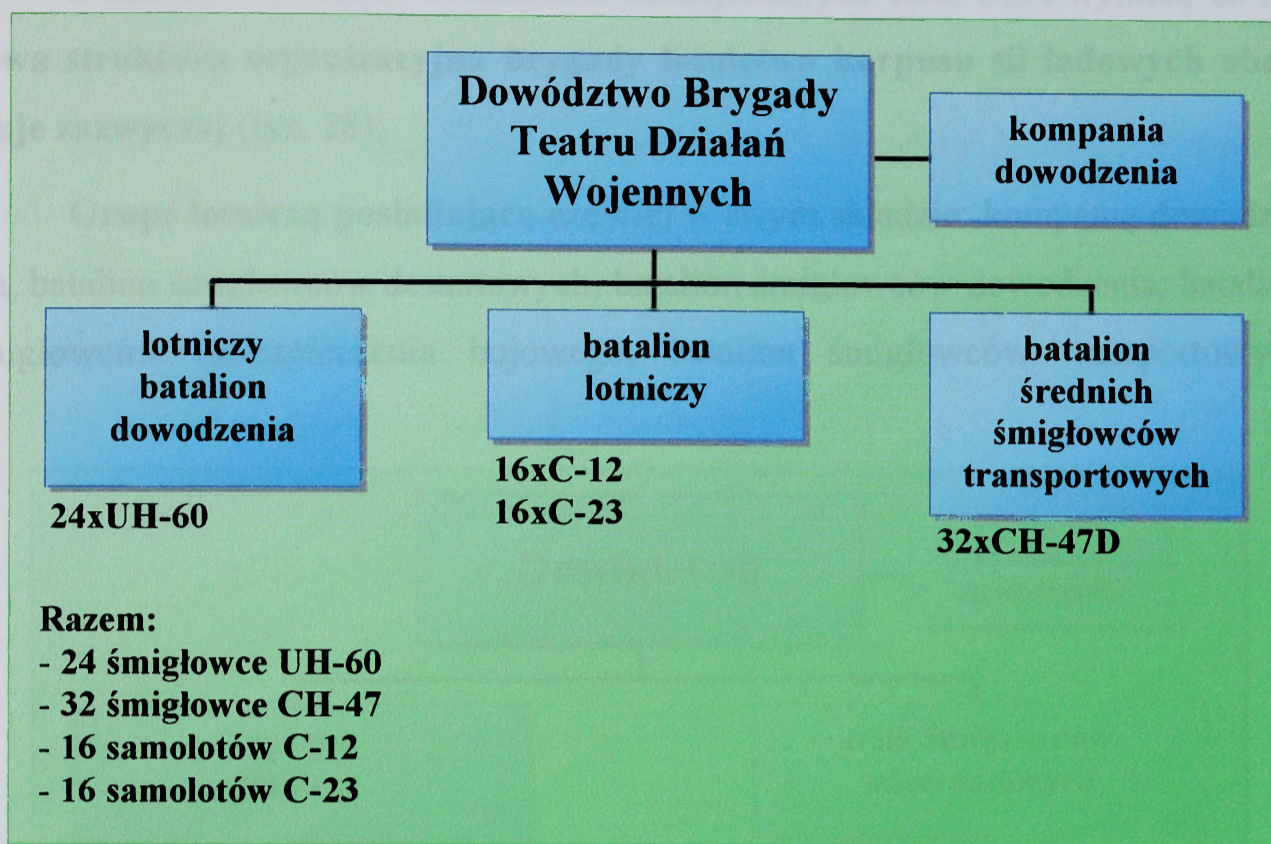 Dowództwo Brygady
Teatru Działań
Wojennych
kompania
dowodzenia
lotniczy
batalion
dowodzenia
24xUH-60
batalion
lotniczy
16xC-12
16xC-23
batalion
średnich
śmigłowców
transportowych
32xCH-47D
Razem:
- 24 śmigłowce UH-60
- 32 śmigłowce CH-47
- 16 samolotów C-12
- 16 samolotów C-23